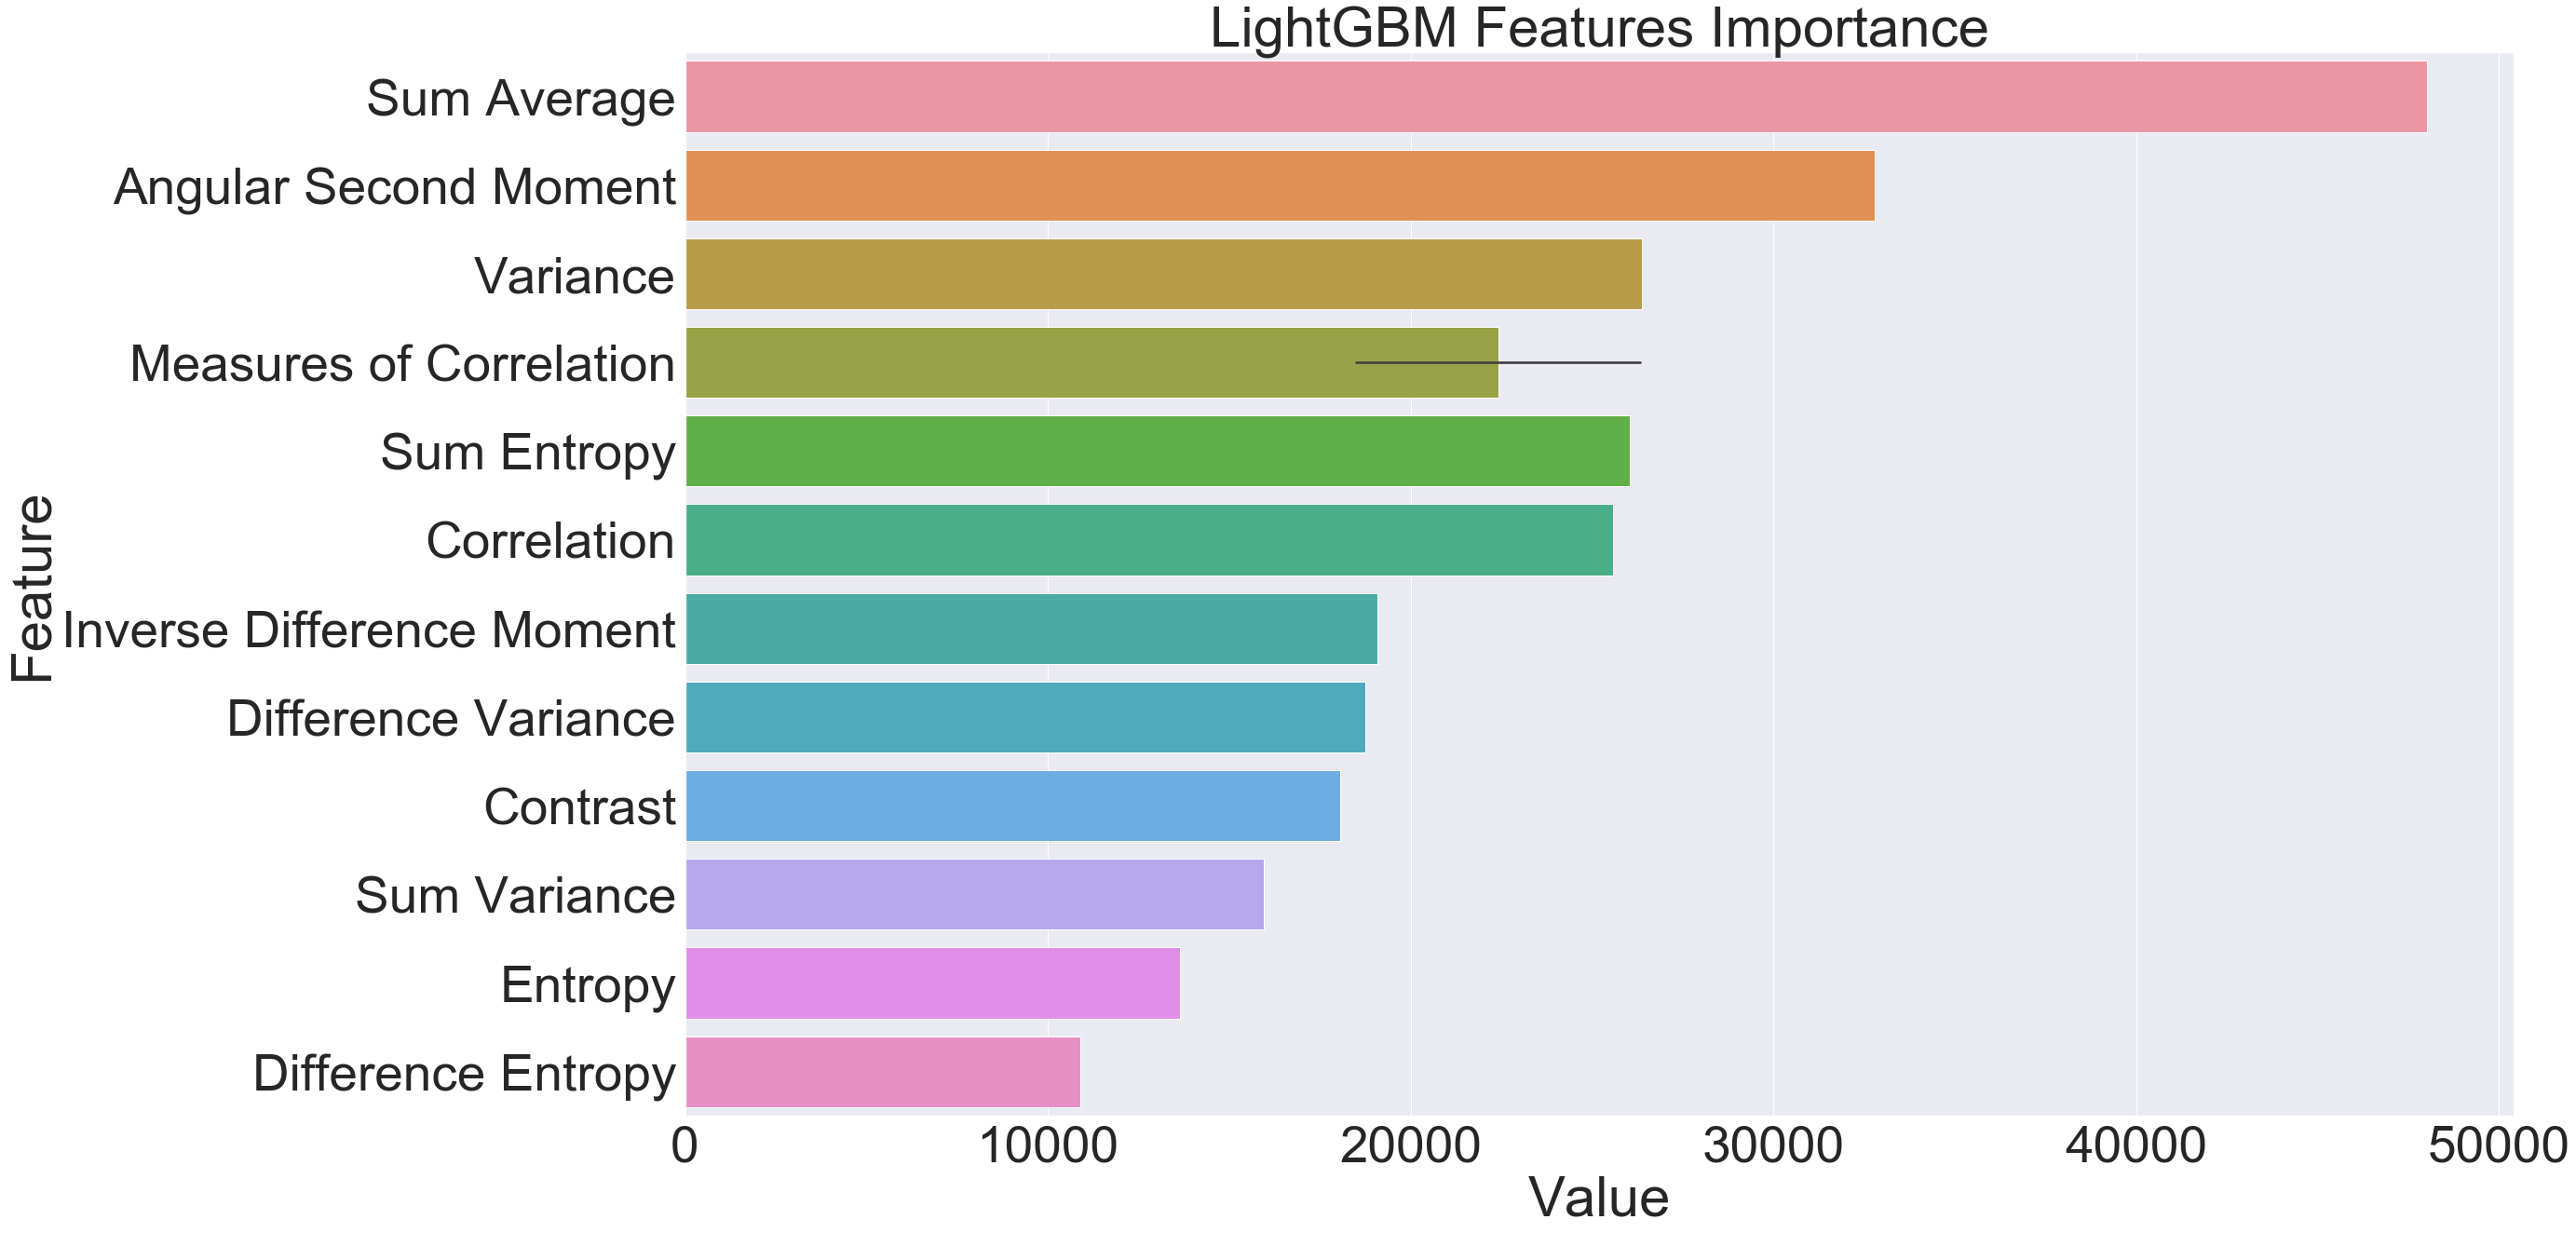 LightGBM Features Importance
Sum Average
Angular Second Moment
Variance
Measures of Correlation
Sum Entropy
Correlation
Inverse Difference Moment
Difference Variance
Contrast
Sum Variance
Entropy
Difference Entropy
Feature
0 10000 20000 30000 40000 50000
Value